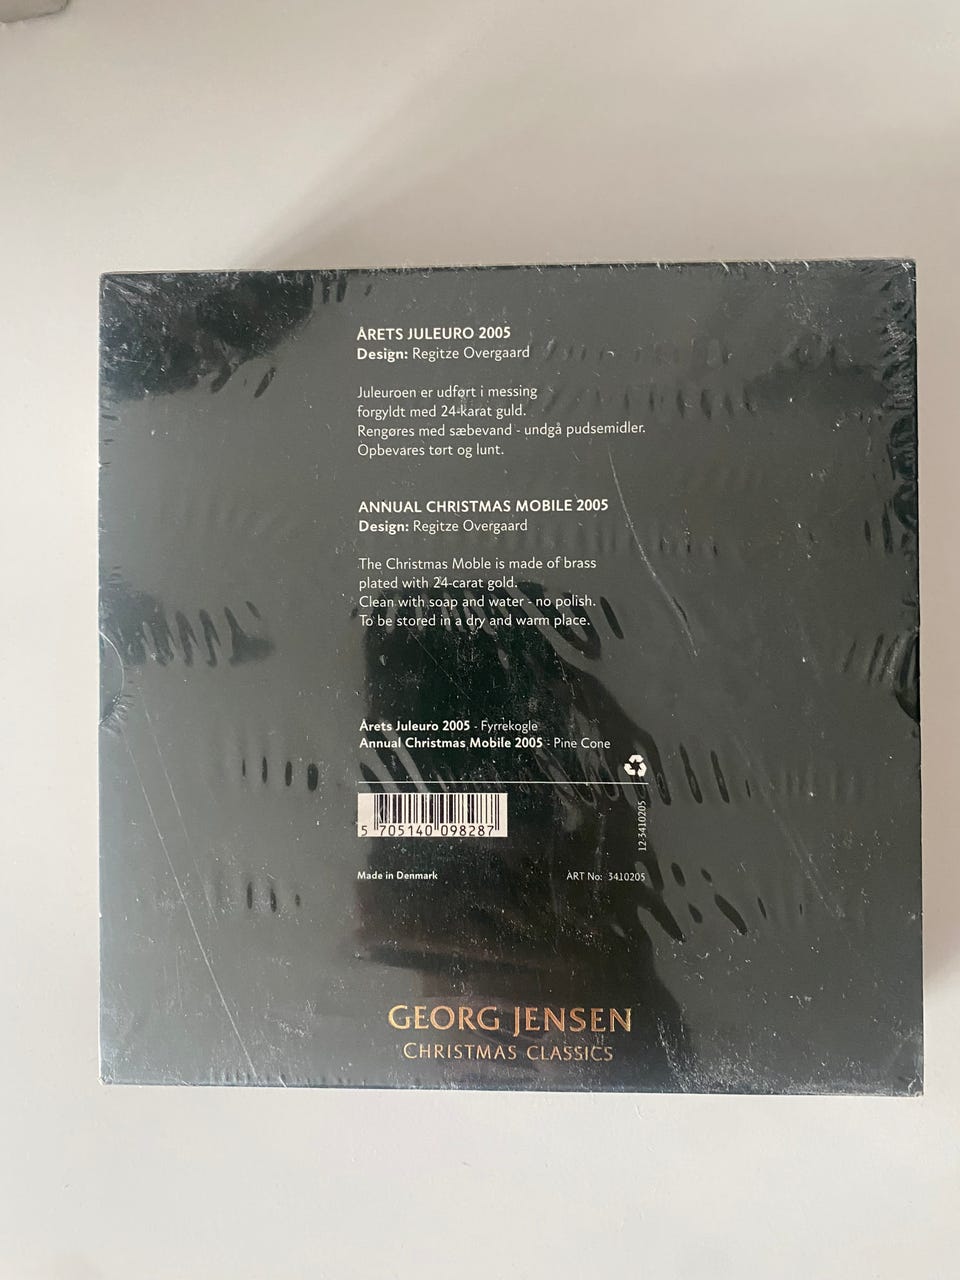 ÅRETS JULEURO 2005
Design: Regitze Overgaard
Juleuroen er udført i messing
forgyldt med 24-karat guld.
Rengøres med sæbevand - undgå pudsemidler.
Opbevares tørt og lunt.
ANNUAL CHRISTMAS MOBILE 2005
Design: Regitze Overgaard
The Christmas Moble is made of brass
plated with 24-carat gold.
Clean with soap and water - no polish.
To be stored in a dry and warm place.
Årets Juleuro 2005 - Fyrrekogle
Annual Christmas Mobile 2005 - Pine Cone
12-3410205
5 705140 098287
Made in Denmark
ART No: 3410205
GEORG JENSEN
CHRISTMAS CLASSICS